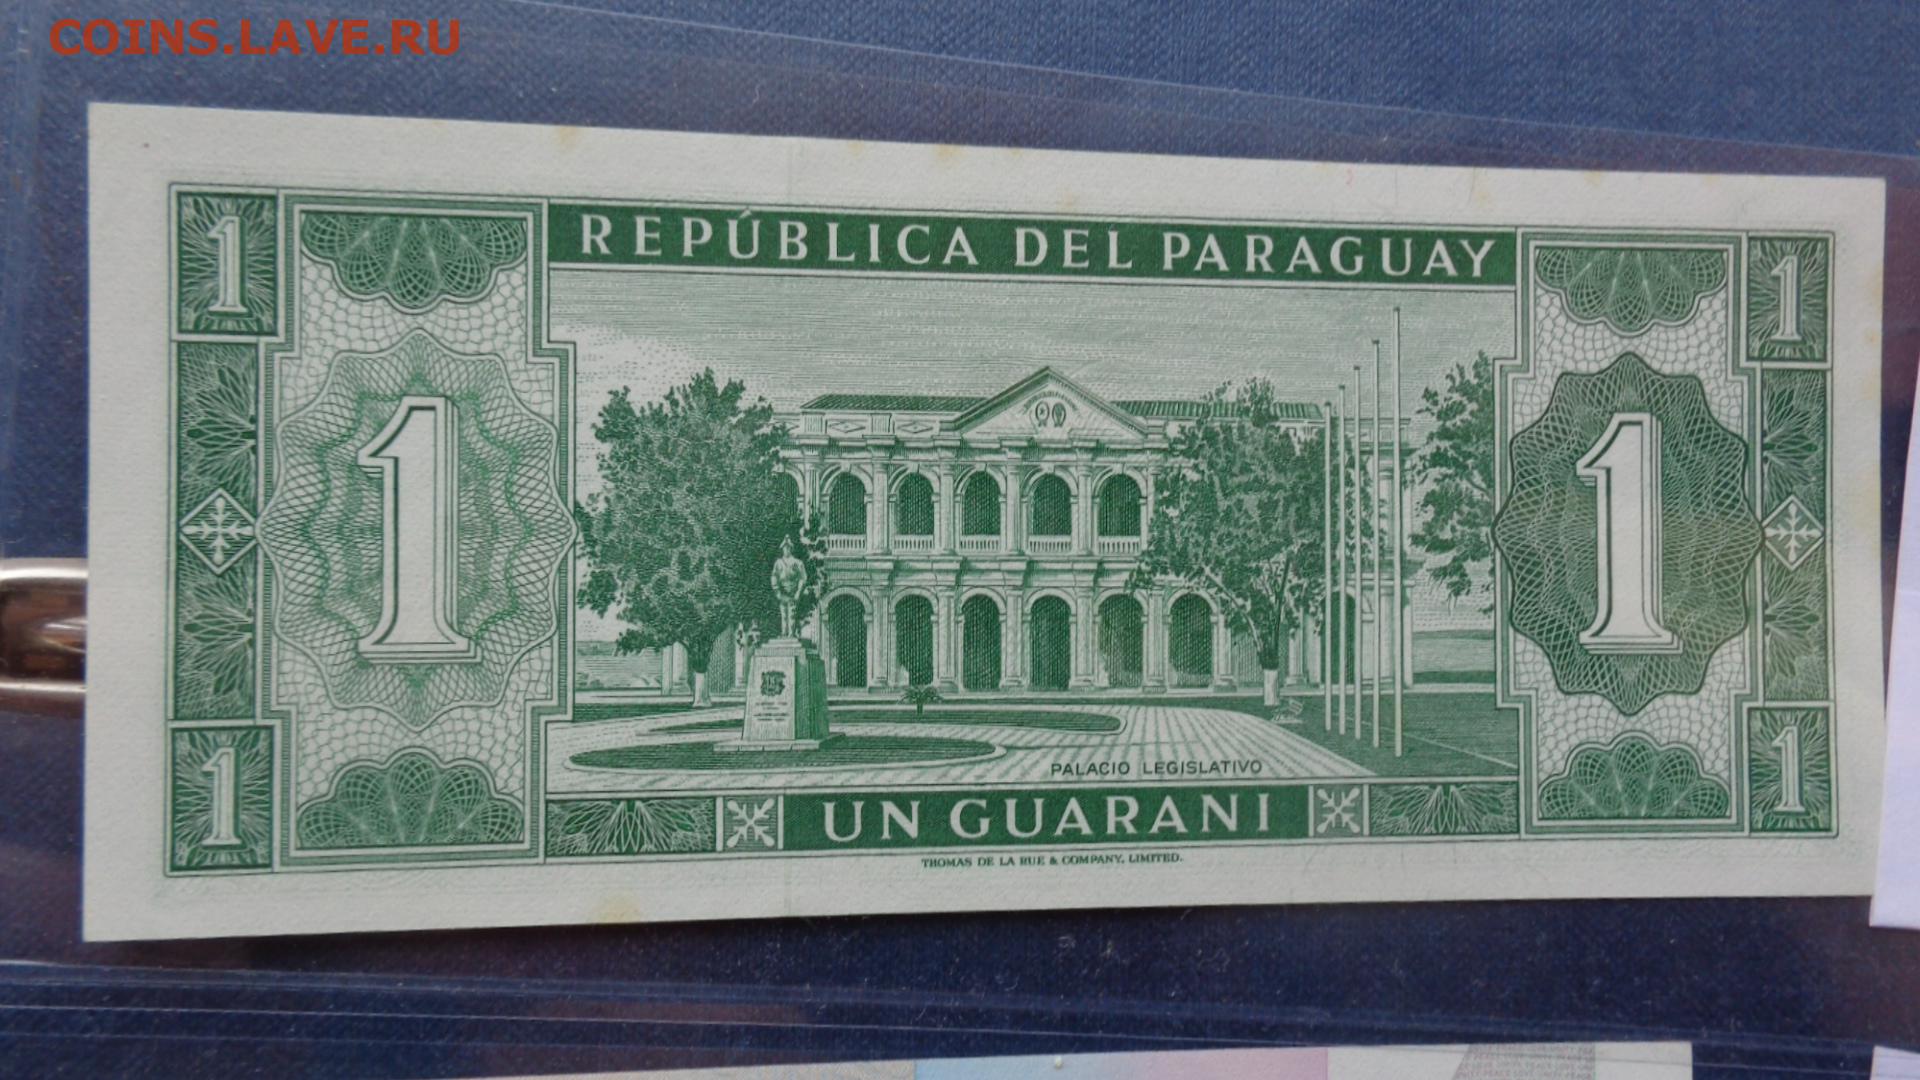 COINS.LAVE.RU
1 REPÚBLICA DEL PARAGUAY 1
1 1
PALACIO LEGISLATIVO
1 UN GUARANI 1
THOMAS DE LA RUE & COMPANY, LIMITED.